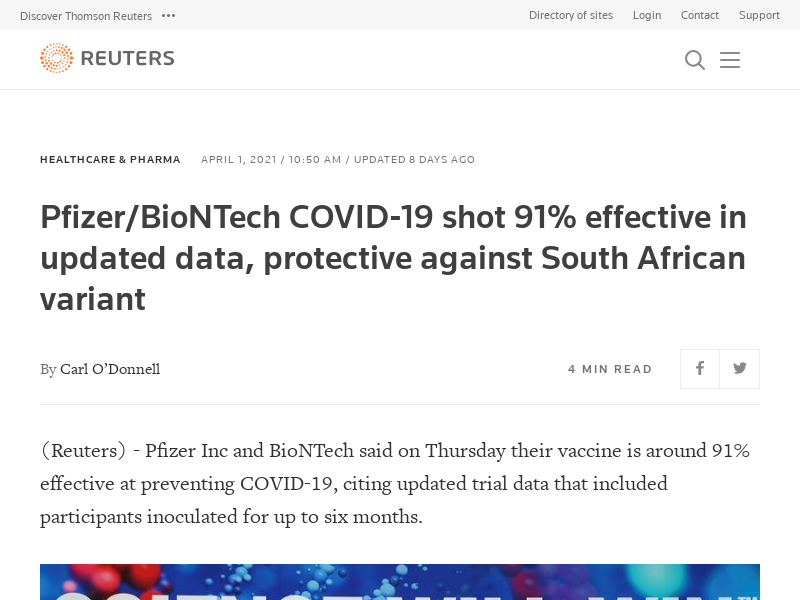 Discover Thomson Reuters •••
Directory of sites Login Contact Support
REUTERS
HEALTHCARE & PHARMA APRIL 1, 2021 / 10:50 AM / UPDATED 8 DAYS AGO
Pfizer/BioNTech COVID-19 shot 91% effective in
updated data, protective against South African
variant
By Carl O’Donnell
4 MIN READ
(Reuters) - Pfizer Inc and BioNTech said on Thursday their vaccine is around 91%
effective at preventing COVID-19, citing updated trial data that included
participants inoculated for up to six months.